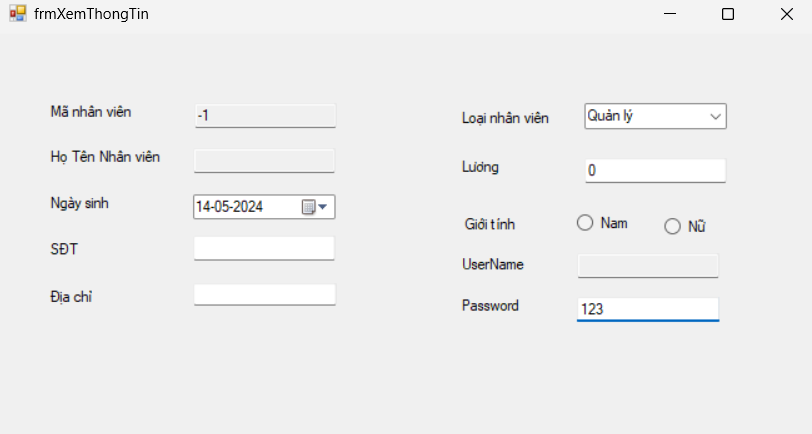 frmXemThongTin
Mã nhân viên
-1
Họ Tên Nhân viên
Ngày sinh
14-05-2024
SĐT
Địa chỉ
Loại nhân viên
Quản lý
Lương
0
Giới tính
Nam
Nữ
UserName
Password
123